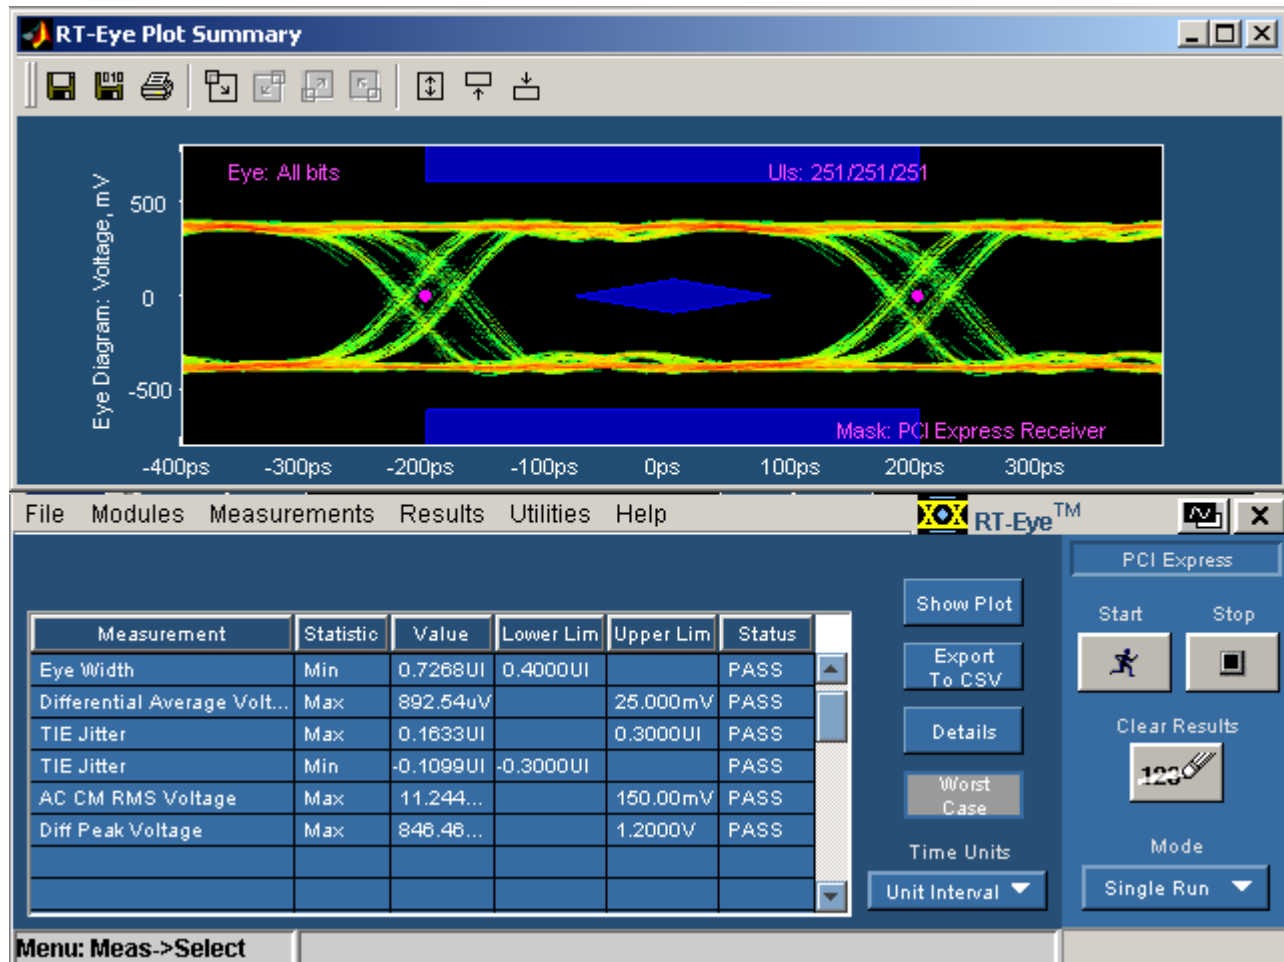 RT-Eye Plot Summary
Eye: All bits
UIs: 251/251/251
Eye Diagram: Voltage, mV
500
0
-500
Mask: PCI Express Receiver
-400ps -300ps -200ps -100ps 0ps 100ps 200ps 300ps
File Modules Measurements Results Utilities Help
RT-Eye™
PCI Express
Measurement Statistic Value Lower Lim Upper Lim Status
Eye Width Min 0.7268UI 0.4000UI PASS
Differential Average Volt... Max 892.54uV 25.000mV PASS
TIE Jitter Max 0.1633UI 0.3000UI PASS
TIE Jitter Min -0.1099UI -0.3000UI PASS
AC CM RMS Voltage Max 11.244... 150.00mV PASS
Diff Peak Voltage Max 846.46... 1.2000V PASS
Show Plot
Export
To CSV
Details
Worst
Case
Time Units
Unit Interval
Start Stop
Clear Results
123
Mode
Single Run
Menu: Meas->Select